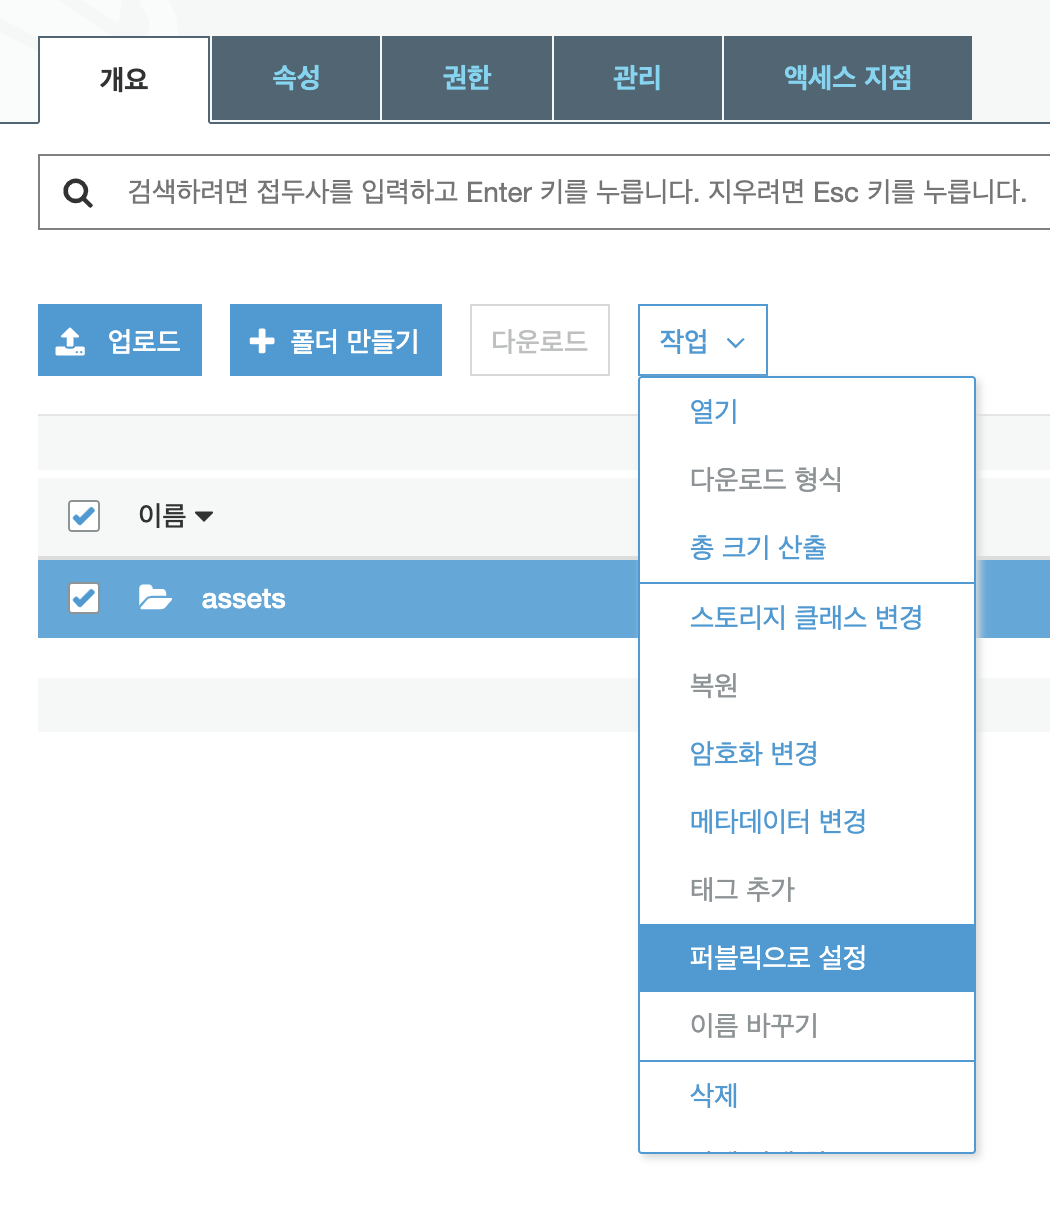 개요
속성
권한
관리
액세스 지점
검색하려면 접두사를 입력하고 Enter 키를 누릅니다. 지우려면 Esc 키를 누릅니다.
업로드
폴더 만들기
다운로드
작업
열기
다운로드 형식
총 크기 산출
이름
assets
스토리지 클래스 변경
복원
암호화 변경
메타데이터 변경
태그 추가
퍼블릭으로 설정
이름 바꾸기
삭제